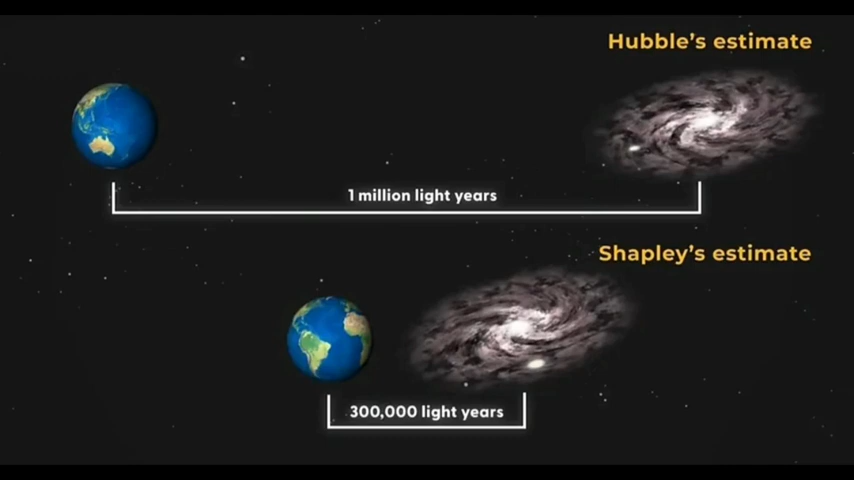 Hubble's estimate
1 million light years
Shapley's estimate
300,000 light years